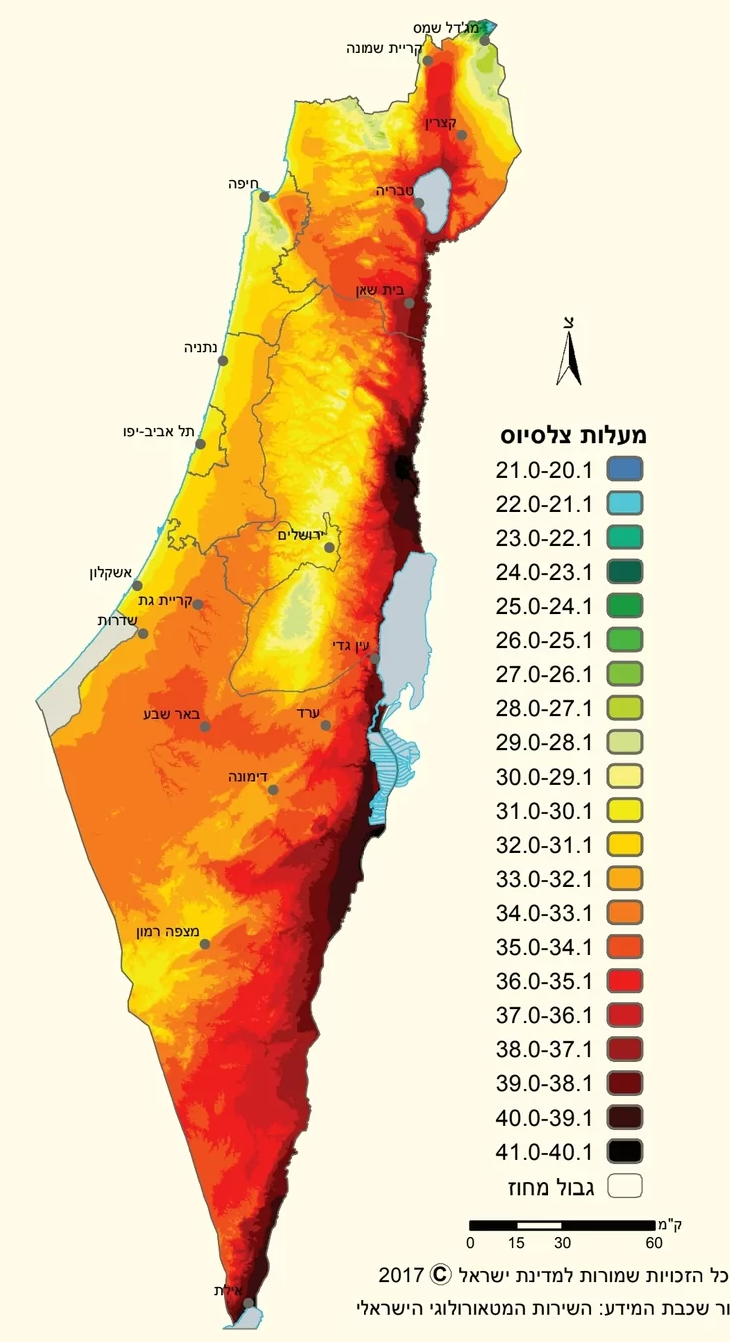 מג'דל שמס
קריית שמונה
קצרין
טבריה
חיפה
בית שאן
נתניה
תל אביב-יפו
ירושלים
אשקלון
קריית גת
שדרות
עין גדי
באר שבע
ערד
דימונה
מצפה רמון
אילת
צ
מעלות צלסיוס
21.0-20.1
22.0-21.1
23.0-22.1
24.0-23.1
25.0-24.1
26.0-25.1
27.0-26.1
28.0-27.1
29.0-28.1
30.0-29.1
31.0-30.1
32.0-31.1
33.0-32.1
34.0-33.1
35.0-34.1
36.0-35.1
37.0-36.1
38.0-37.1
39.0-38.1
40.0-39.1
41.0-40.1
גבול מחוז
ק"מ
0 15 30 60
כל הזכויות שמורות למדינת ישראל © 2017
שכבת המידע: השירות המטאורולוגי הישראלי